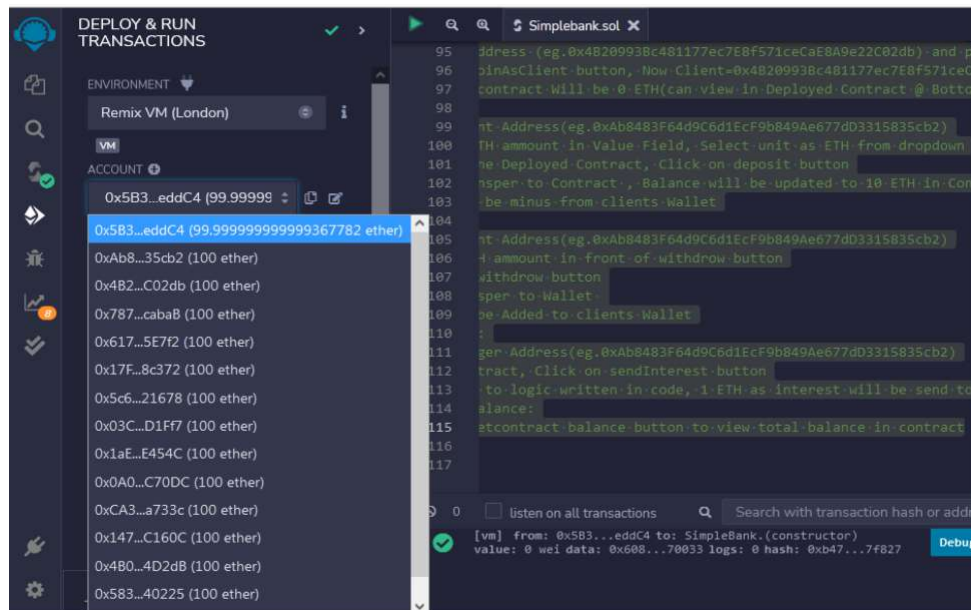 DEPLOY & RUN
TRANSACTIONS
ENVIRONMENT
Remix VM (London)
VM
ACCOUNT
0x5B3...eddC4 (99.99999
0x5B3...eddC4 (99.999999999999367782 ether)
0xAb8...35cb2 (100 ether)
0x4B2...C02db (100 ether)
0x787...cabaB (100 ether)
0x617...5E7f2 (100 ether)
0x17F...8c372 (100 ether)
0x5c6...21678 (100 ether)
0x03C...D1Ff7 (100 ether)
0x1aE...E454C (100 ether)
0x0A0...C70DC (100 ether)
0xCA3...a733c (100 ether)
0x147...C160C (100 ether)
0x4B0...4D2dB (100 ether)
0x583...40225 (100 ether)
8
Simplebank.sol
95 ddress (eg.0x4B20993Bc481177ec7E8f571ceCaE8A9e22C02db) and p
96 oinAsClient button, Now Client=0x4B20993Bc481177ec7E8f571ceC
97 contract Will be 0 ETH(can view in Deployed Contract @ Botto
98
99 nt Address(eg.0xAb8483F64d9C6d1EcF9b849Ae677dD3315835cb2)
100 TH ammount in Value Field, Select unit as ETH from dropdown
101 he Deployed Contract, Click on deposit button
102 nsper to Contract , Balance will be updated to 10 ETH in Con
103 be minus from clients Wallet
104
105 nt Address(eg.0xAb8483F64d9C6d1EcF9b849Ae677dD3315835cb2)
106 H ammount in front of withdrow button
107 withdrow button
108 sper to Wallet
109 be Added to clients Wallet
110 :
111 ger Address(eg.0xAb8483F64d9C6d1EcF9b849Ae677dD3315835cb2)
112 tract, Click on sendInterest button
113 to logic written in code, 1 ETH as interest will be send to
114 alance:
115 etcontract balance button to view total balance in contract
116
117
0
listen on all transactions
Search with transaction hash or addr
[vm] from: 0x5B3...eddC4 to: SimpleBank.(constructor)
value: 0 wei data: 0x608...70033 logs: 0 hash: 0xb47...7f827
Debu